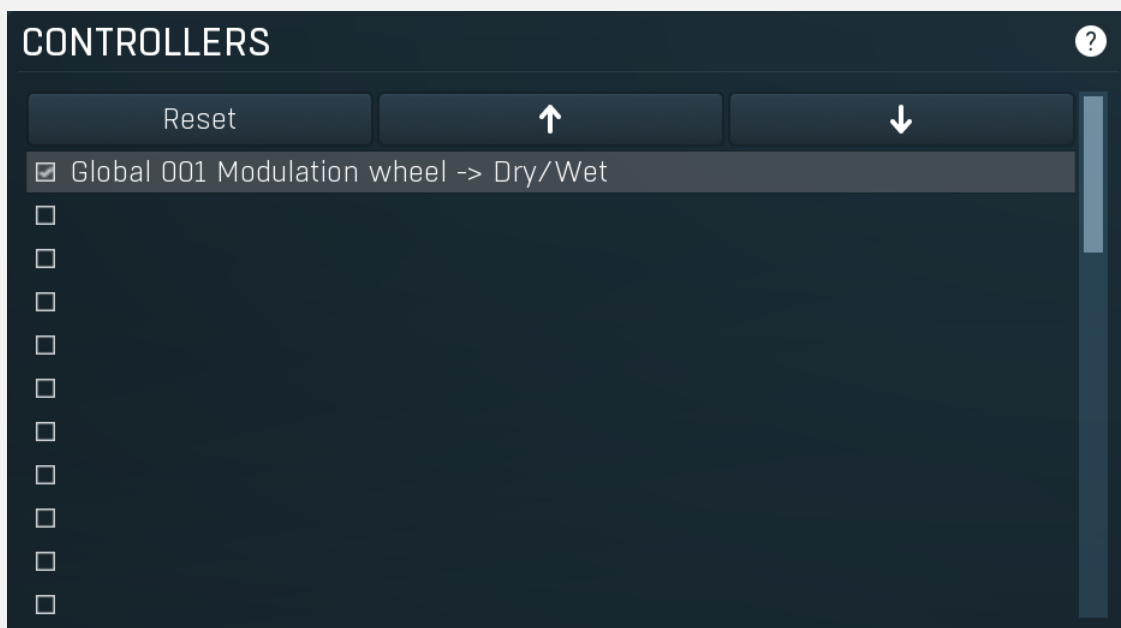 CONTROLLERS
?
Reset ↑ ↓
Global 001 Modulation wheel -> Dry/Wet